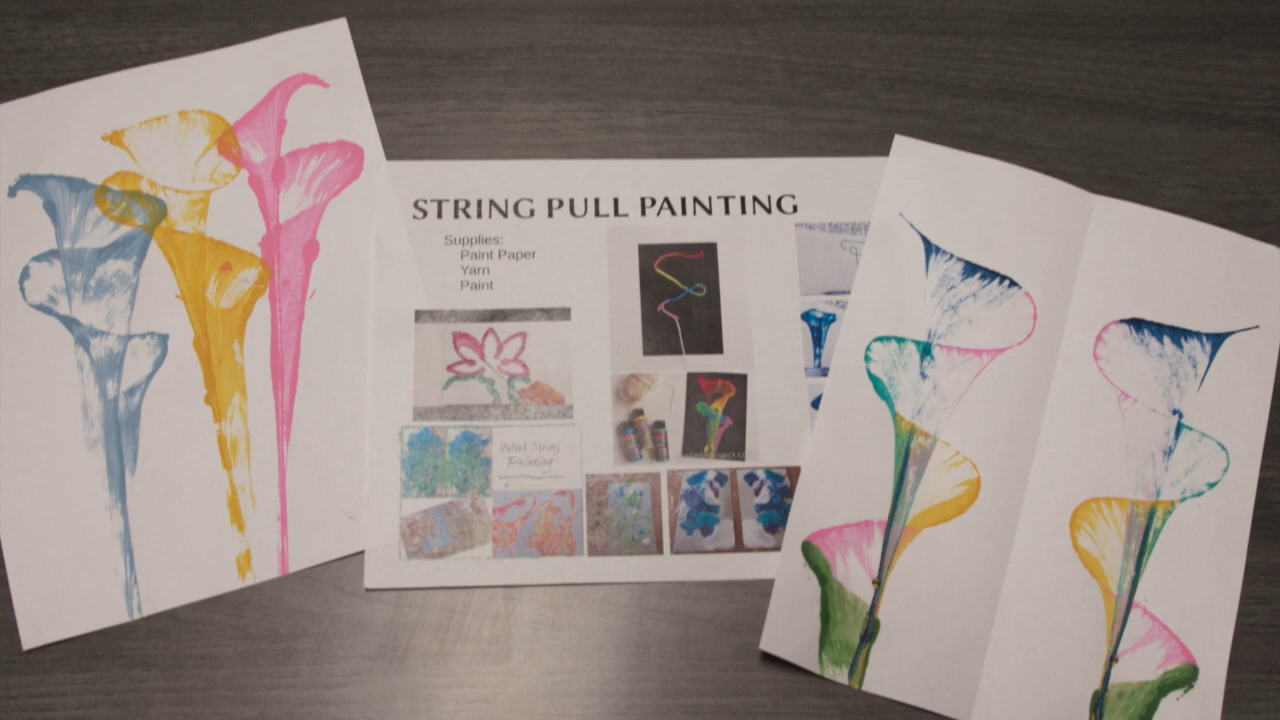 STRING PULL PAINTING
Supplies:
Paint Paper
Yarn
Paint
Pulled String
Painting